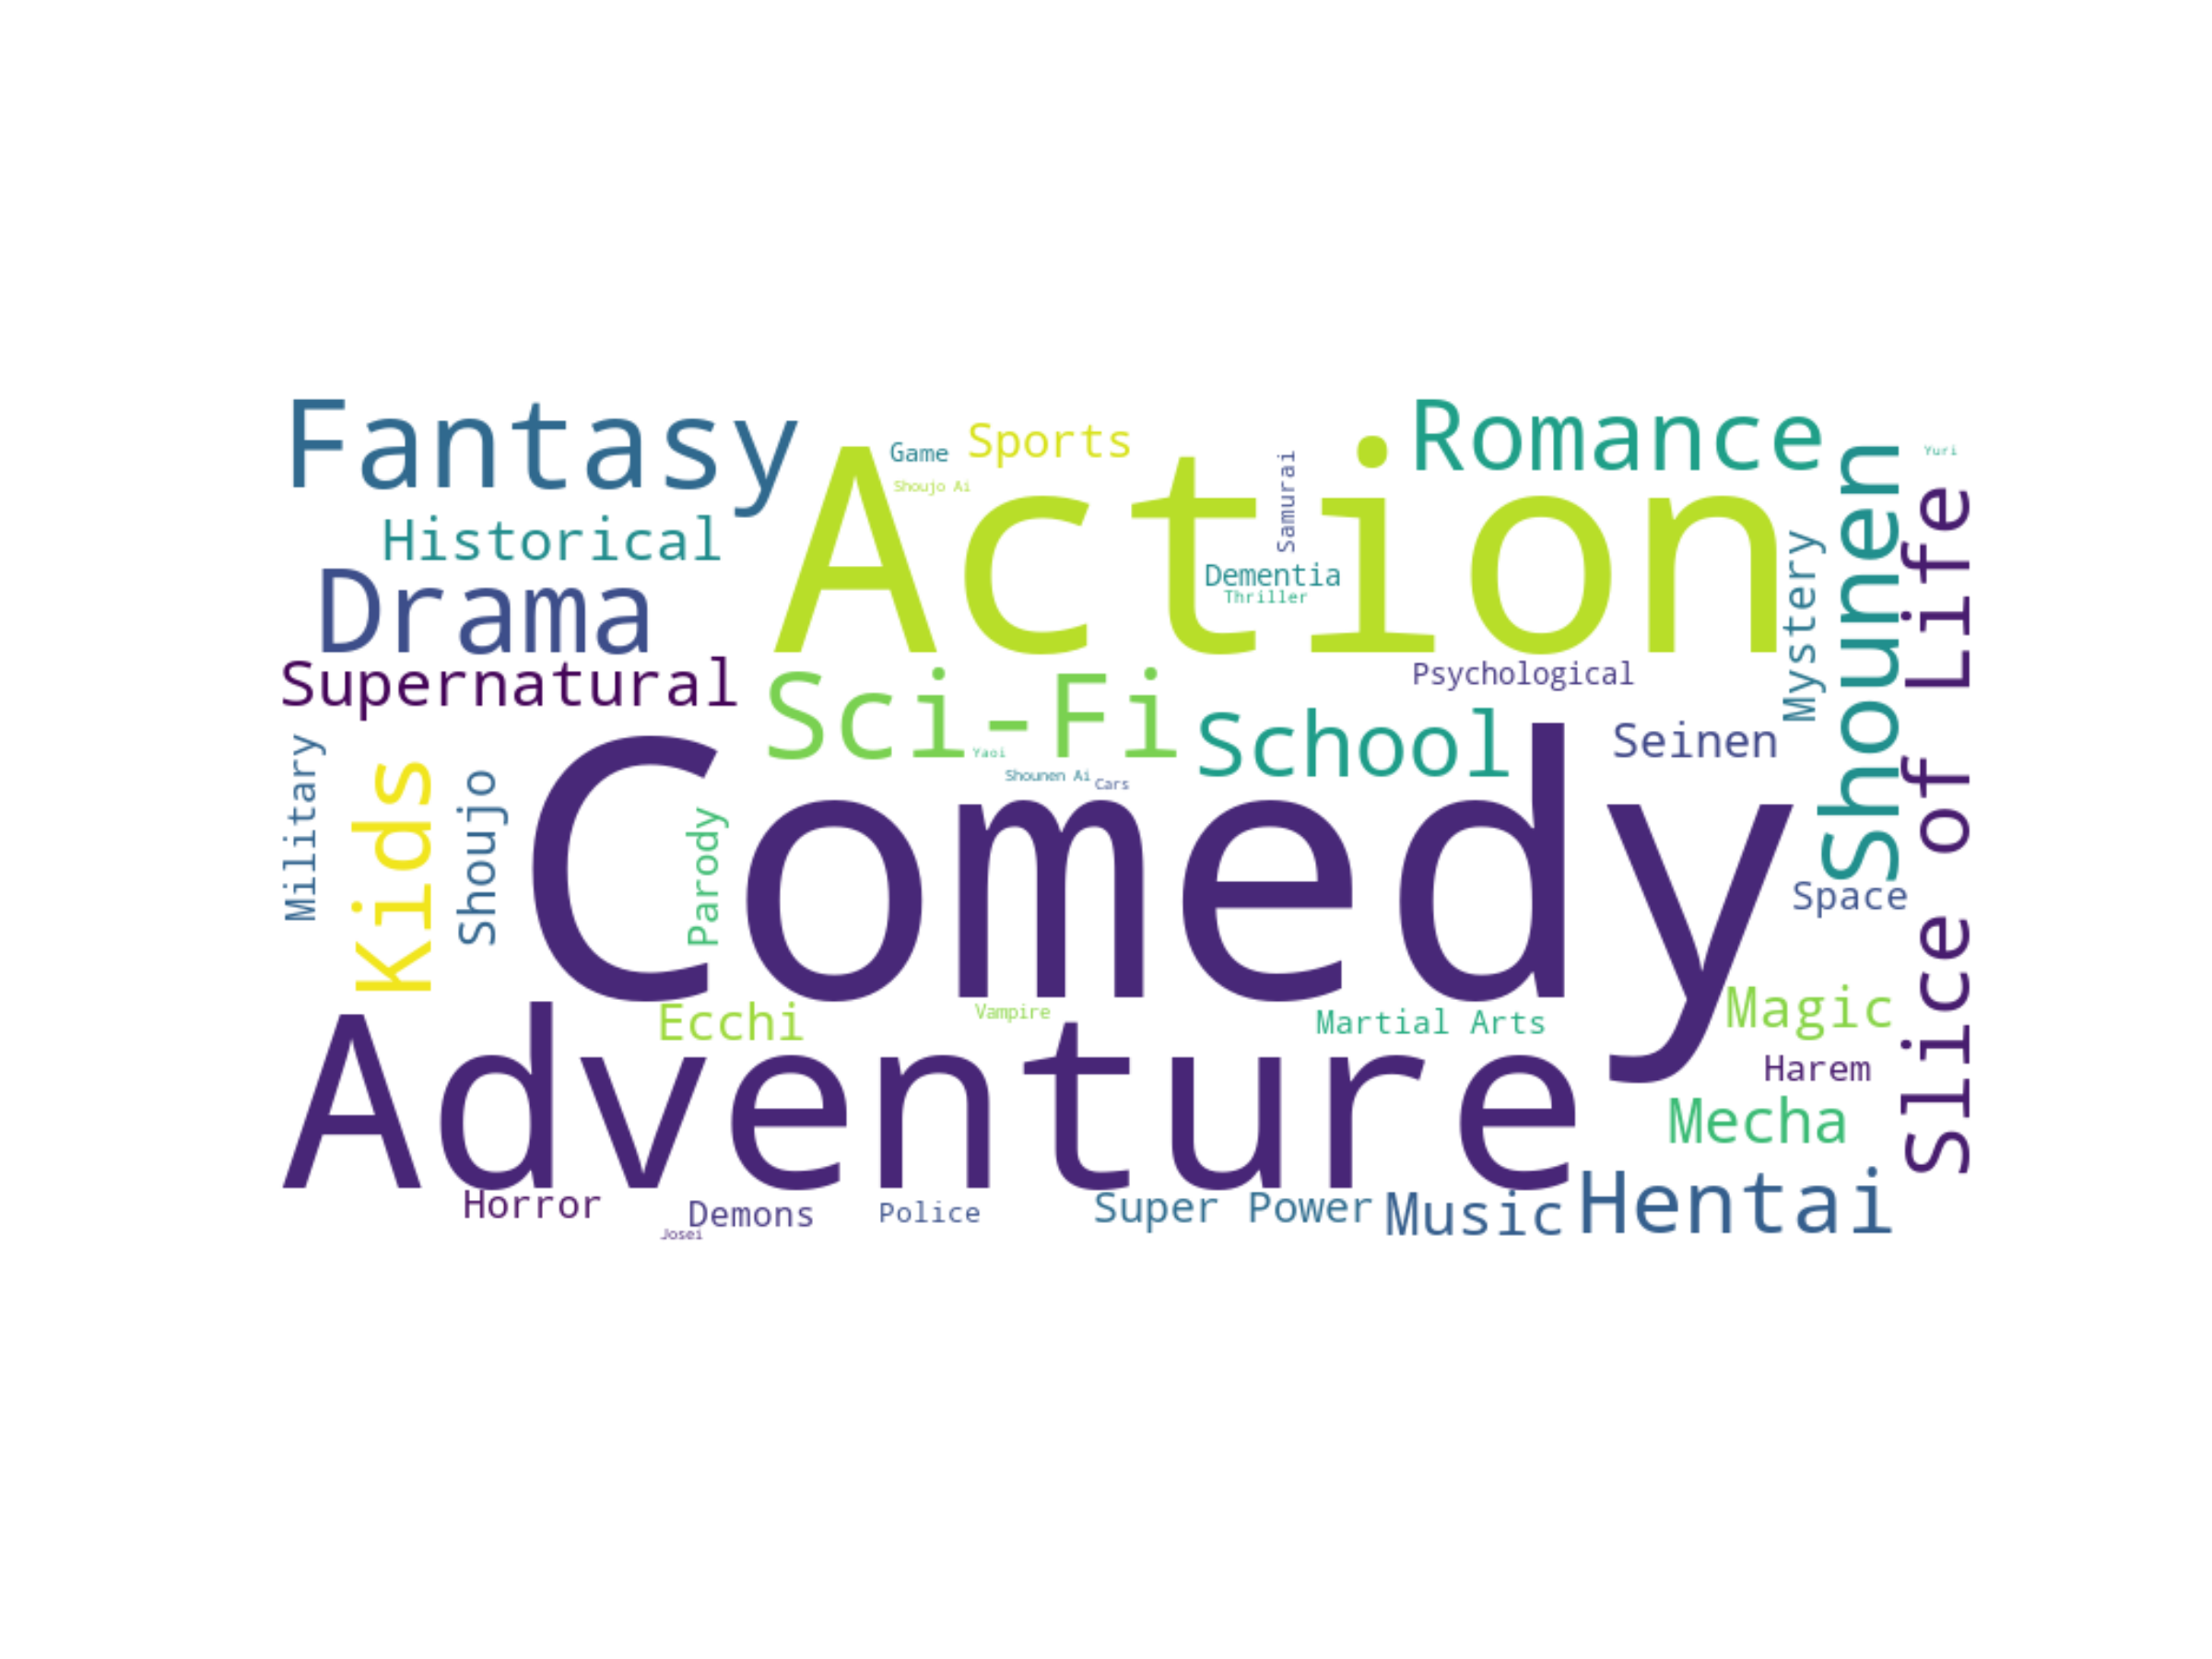 Fantasy
Game
Sports
Romance
Shoujo Ai
Samurai
Action
Yuri
Historical
Drama
Dementia
Thriller
Mystery
Shounen
Slice of Life
Supernatural
Sci-Fi
Psychological
School
Seinen
Yaoi
Shounen Ai
Cars
Military
Kids
Shoujo
Parody
Comedy
Space
Ecchi
Vampire
Martial Arts
Magic
Adventure
Harem
Mecha
Horror
Demons
Josei
Police
Super Power
Music
Hentai